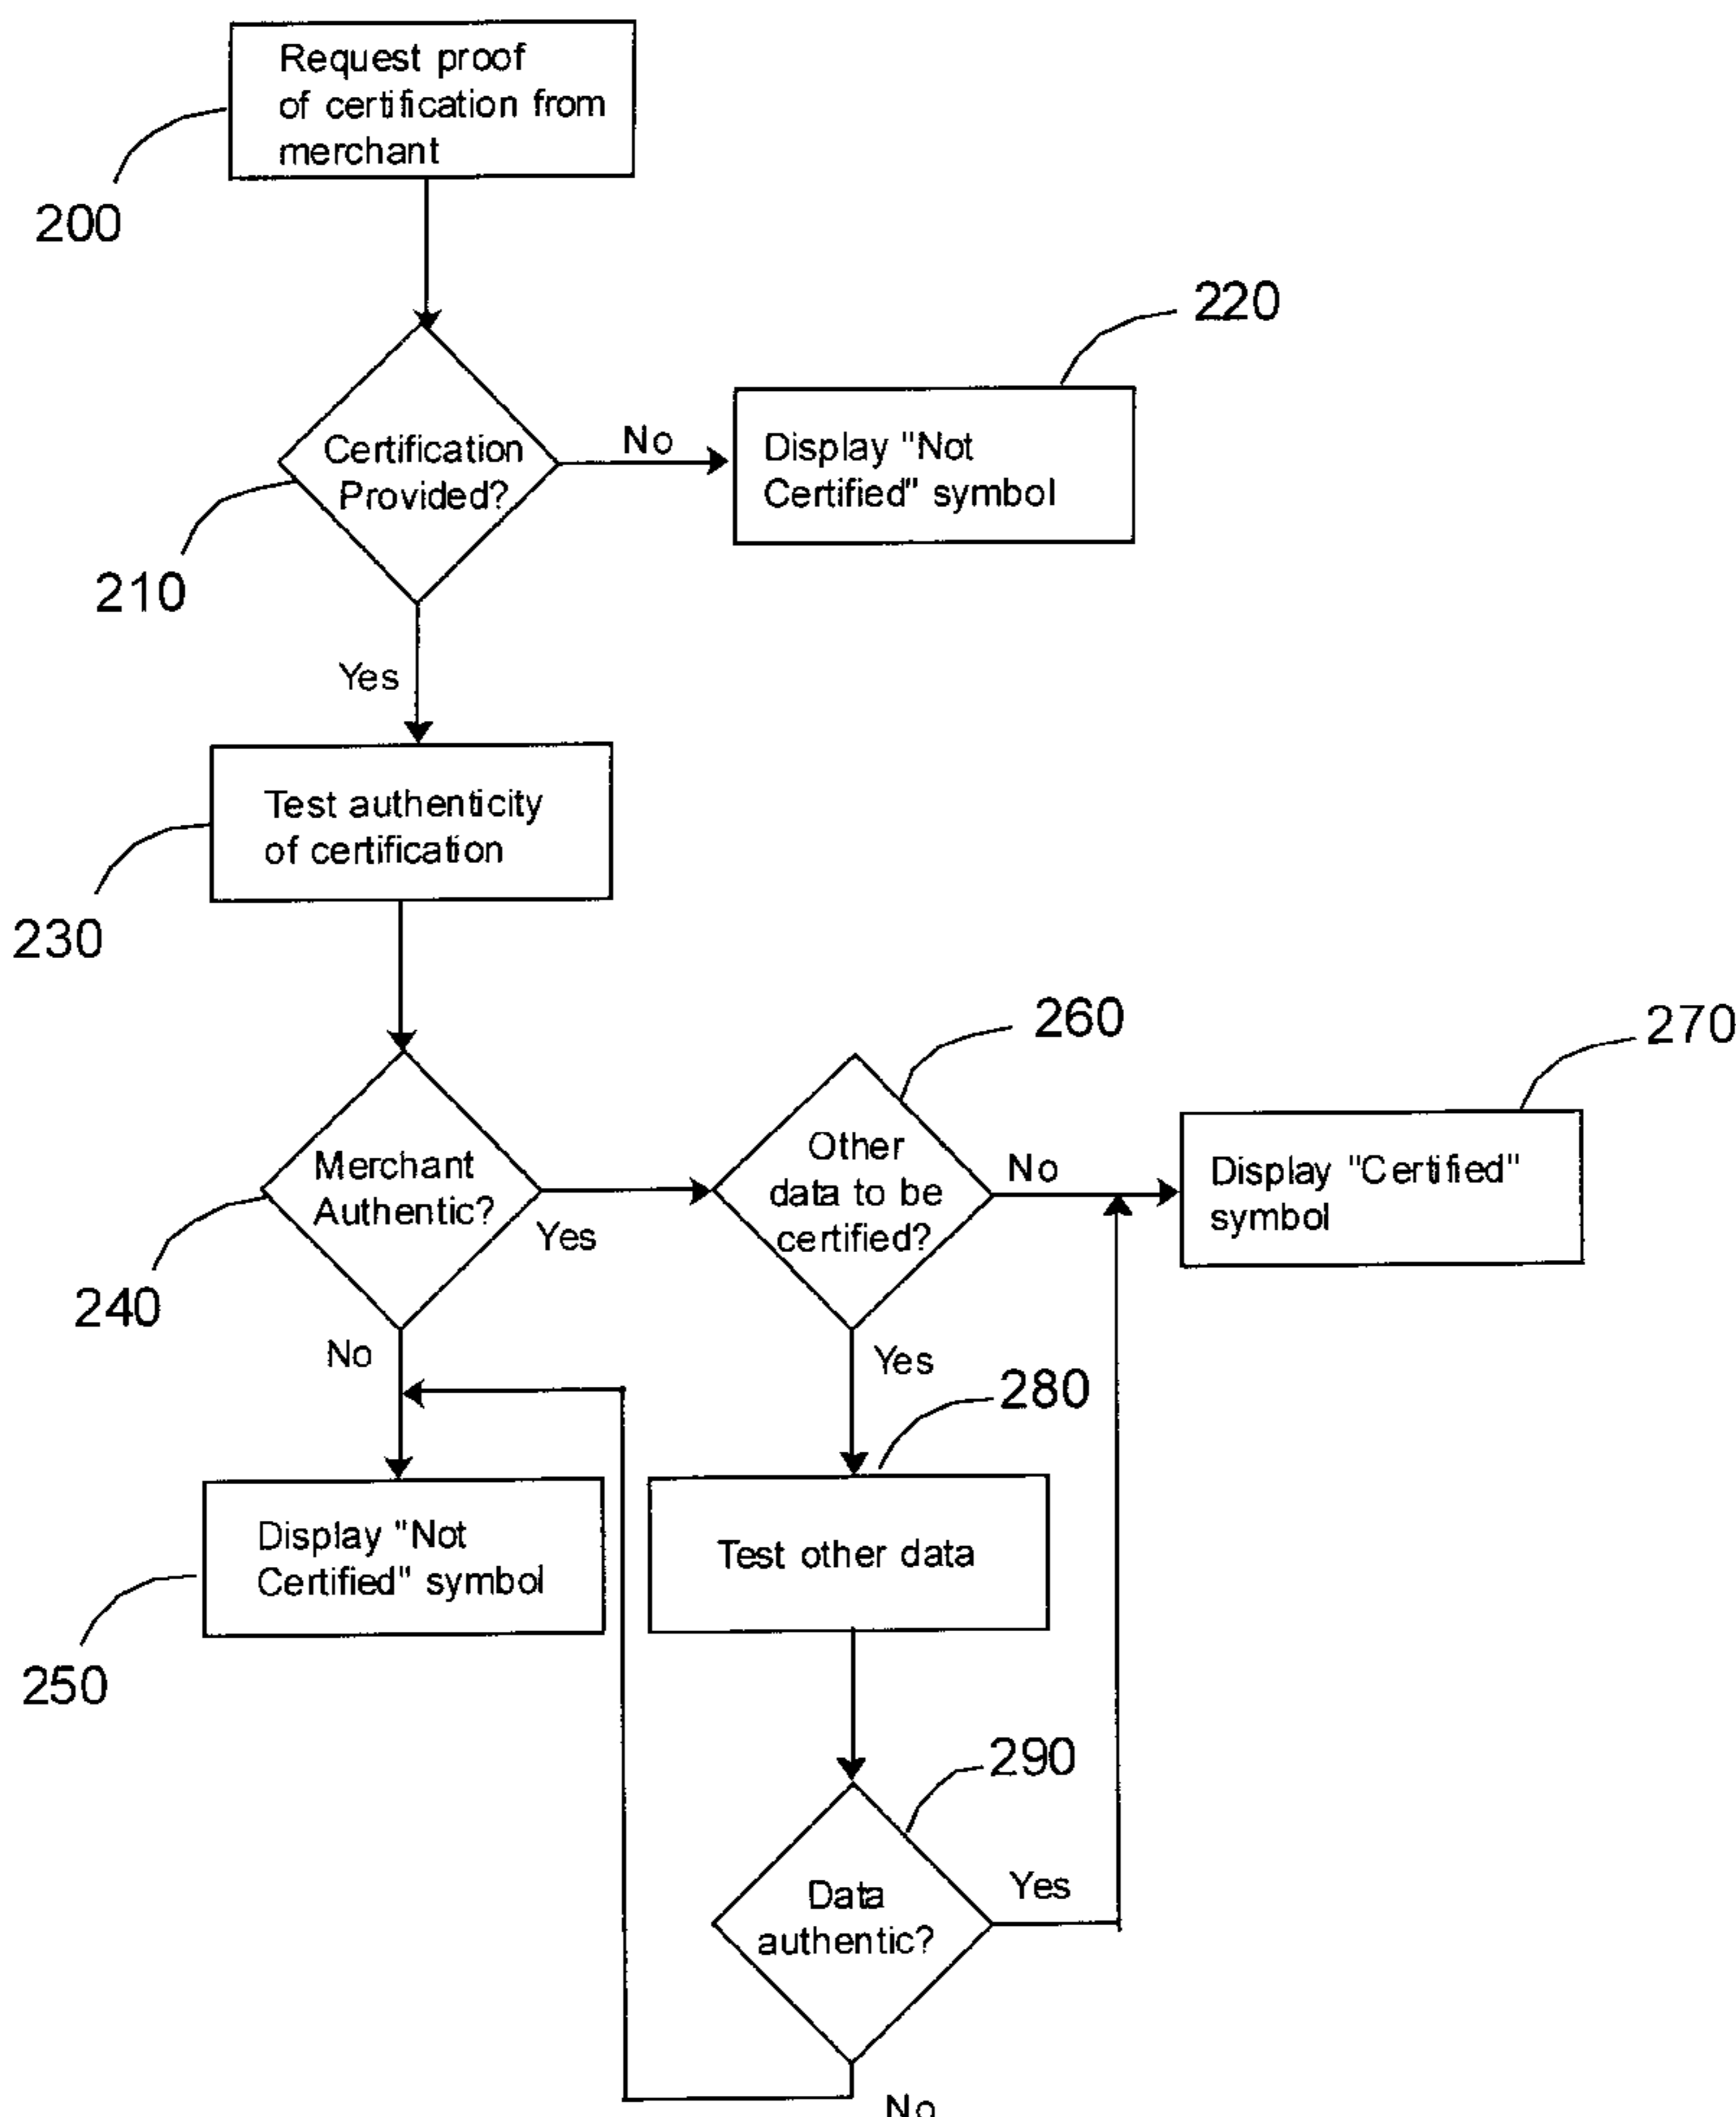 Request proof
of certification from
merchant
200
220
Certification
Provided?
No
Display "Not
Certified" symbol
210
Yes
Test authenticity
of certification
230
260
270
Merchant
Authentic?
Yes
Other
data to be
certified?
No
Display "Certified"
symbol
240
No
Yes
280
Display "Not
Certified" symbol
Test other data
250
290
Data
authentic?
Yes
No